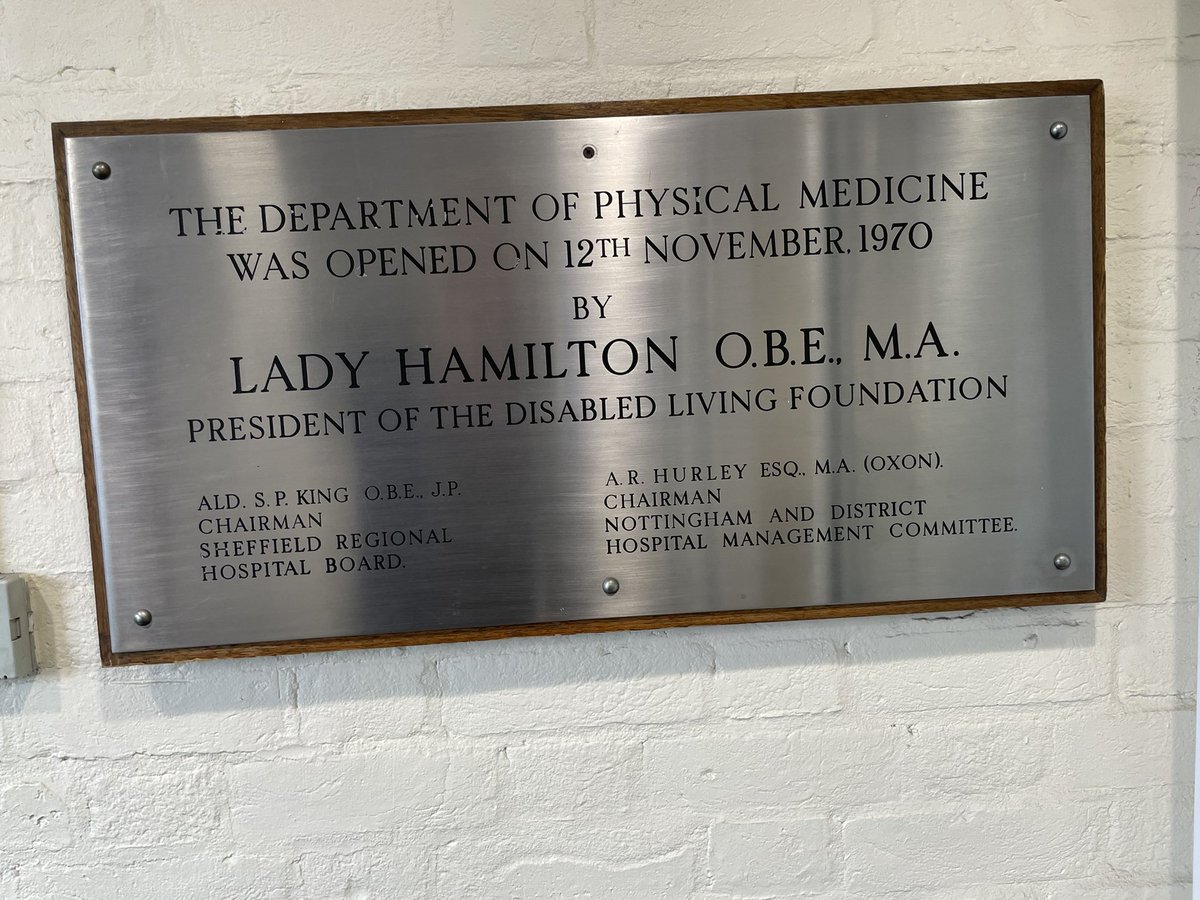 THE DEPARTMENT OF PHYSICAL MEDICINE
WAS OPENED ON 12TH NOVEMBER, 1970
BY
LADY HAMILTON O.B.E., M.A.
PRESIDENT OF THE DISABLED LIVING FOUNDATION
ALD. S. P. KING O.B.E., J.P.
CHAIRMAN
SHEFFIELD REGIONAL
HOSPITAL BOARD.
A. R. HURLEY ESQ., M.A. (OXON).
CHAIRMAN
NOTTINGHAM AND DISTRICT
HOSPITAL MANAGEMENT COMMITTEE.